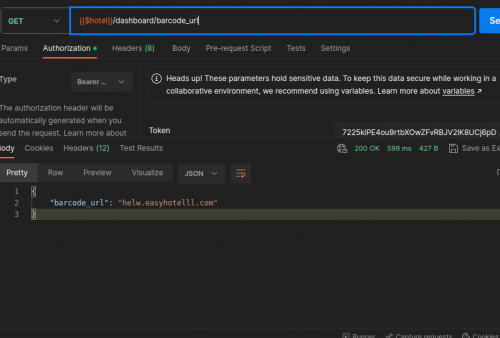 GET {{$hotel}}/dashboard/barcode_url
Params Authorization Headers (8) Body Pre-request Script Tests Settings
Type Bearer ...
Heads up! These parameters hold sensitive data. To keep this data secure while working in a
collaborative environment, we recommend using variables. Learn more about variables ↗
The authorization header will be
automatically generated when you
send the request. Learn more about
Token
Body Cookies Headers (12) Test Results 200 OK 598 ms 427 B Save as Ex
Pretty Raw Preview Visualize JSON
1 {
2 "barcode_url": "helw.easyhotelll.com"
3 }
Runner Capture requests Cookies